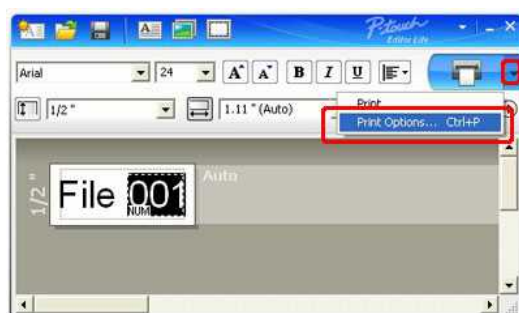 P-touch
Editor Lite
Arial 24 A A B I U
1/2 " 1.11 " (Auto)
Print
Print Options... Ctrl+P
1/2 "
Auto
File 001
NUM